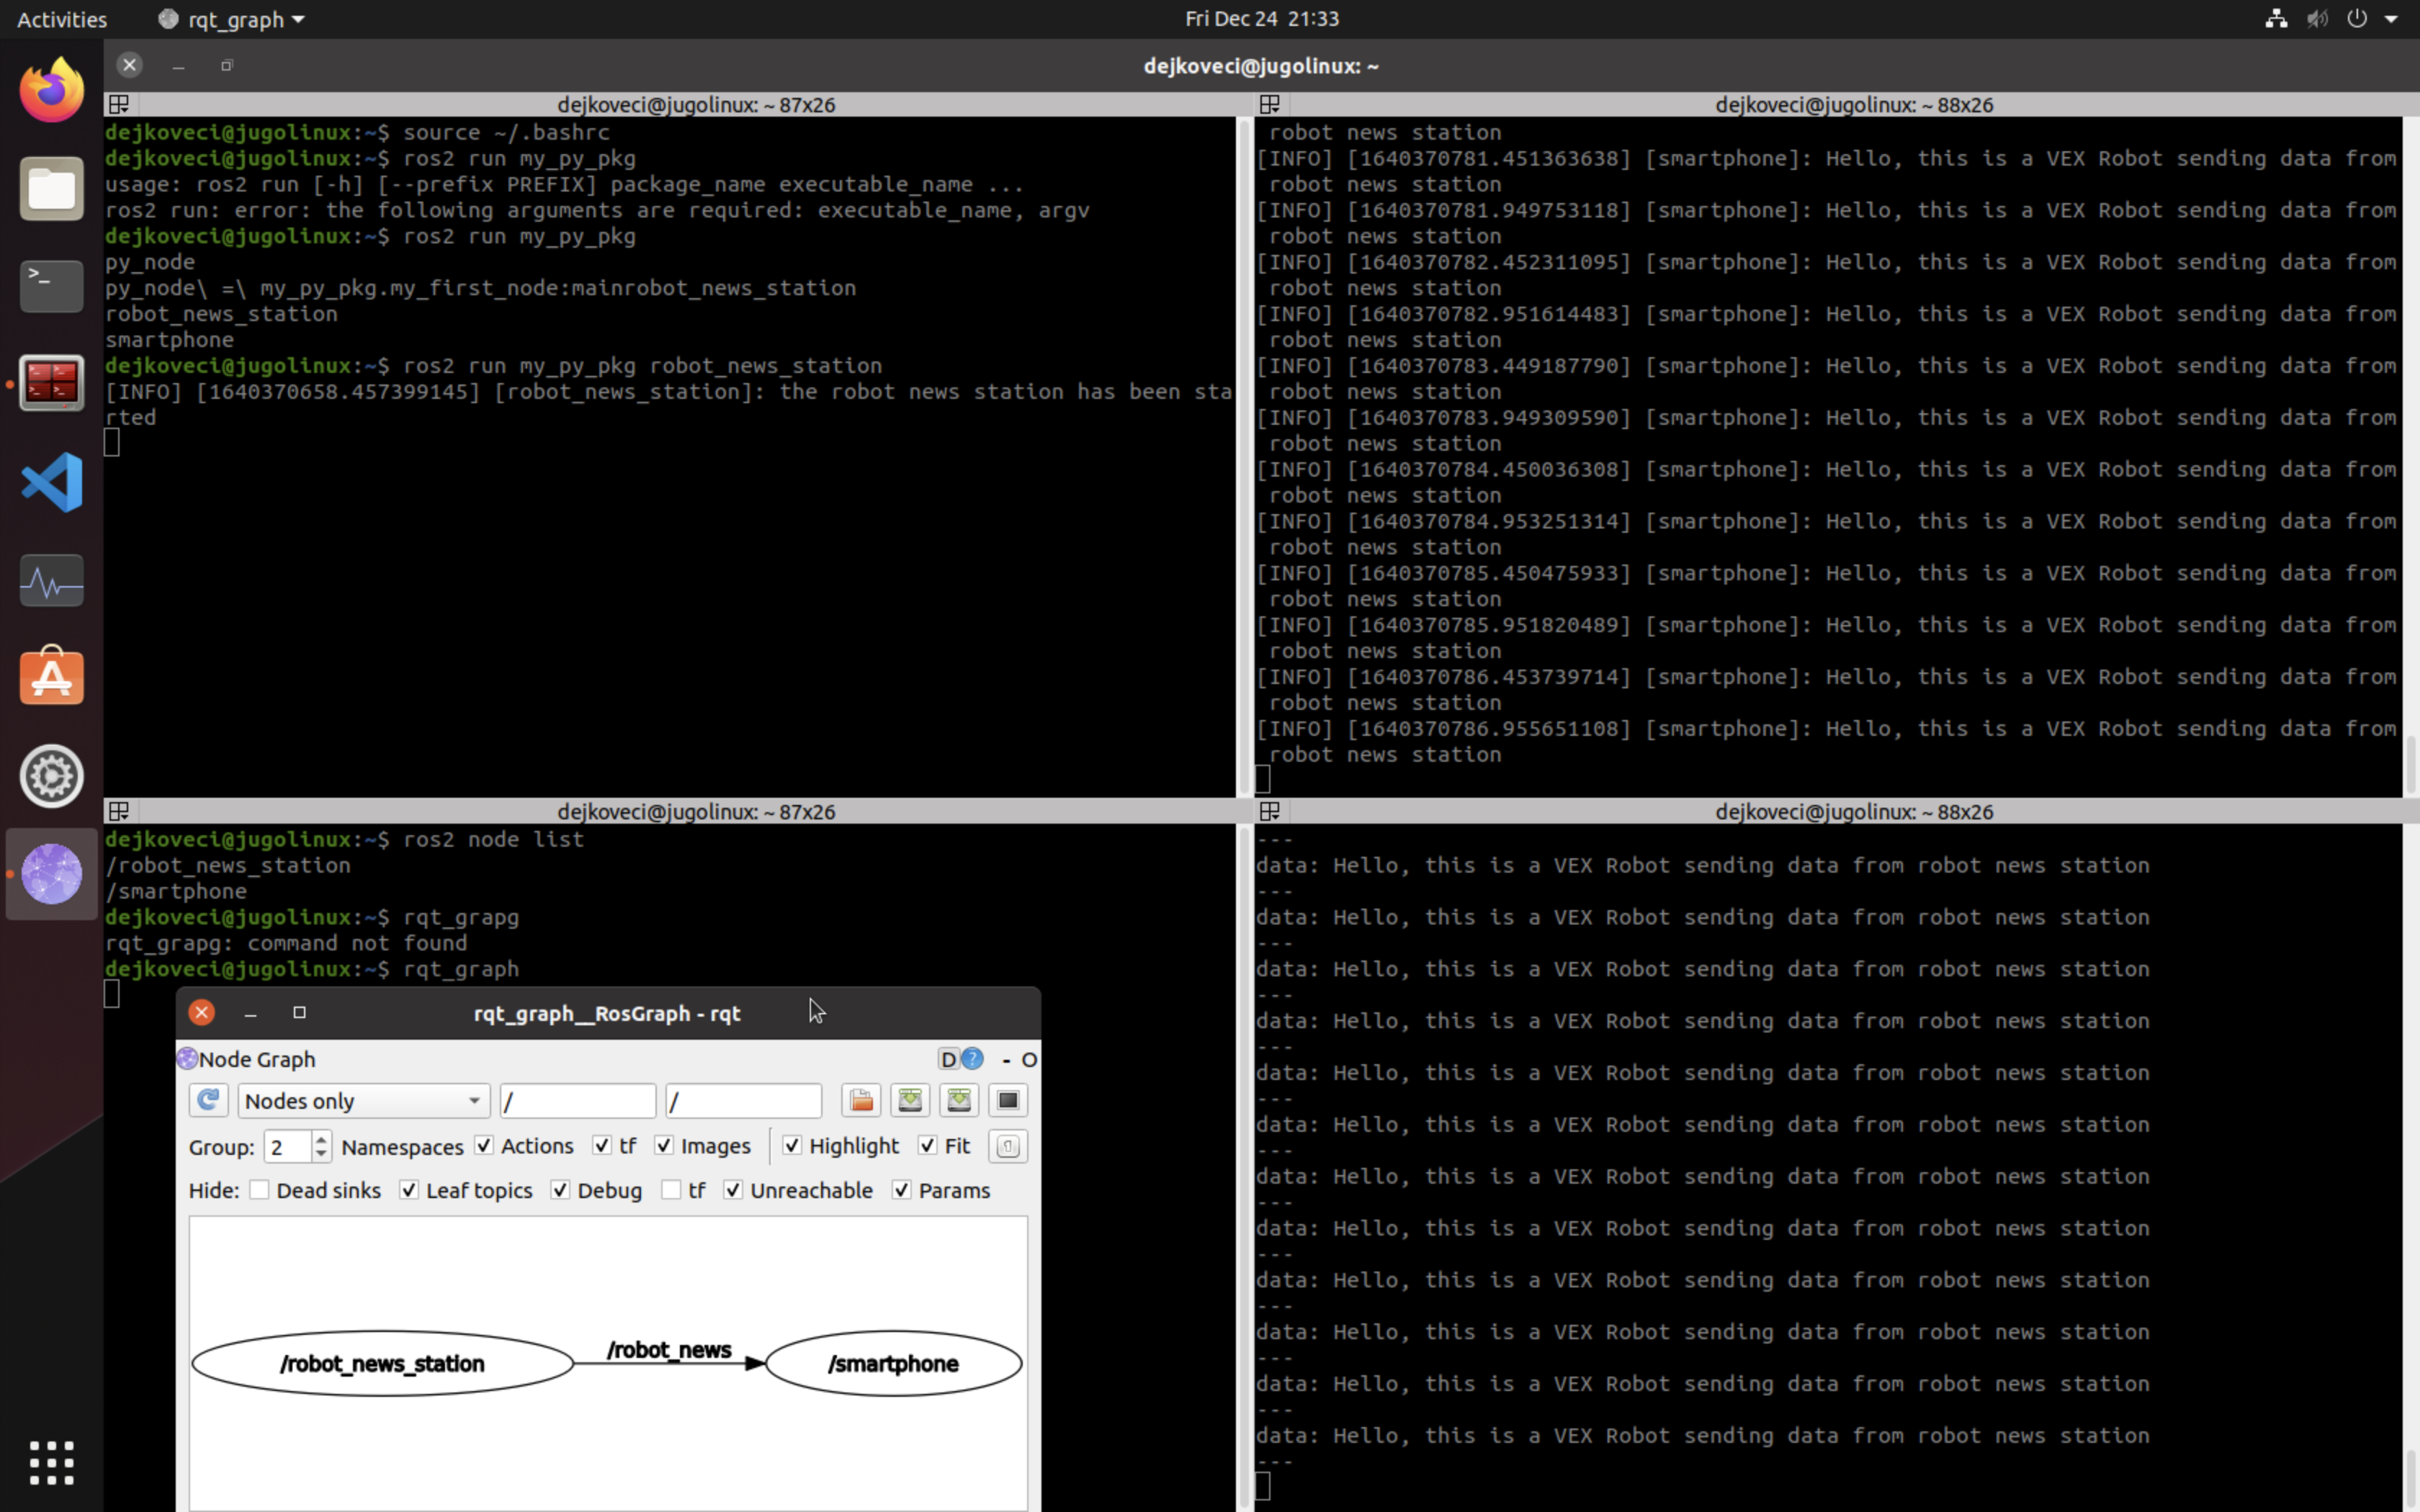 Activities
rqt_graph
Fri Dec 24 21:33
dejkoveci@jugolinux: ~
dejkoveci@jugolinux: ~ 87x26
dejkoveci@jugolinux:~$ source ~/.bashrc
dejkoveci@jugolinux:~$ ros2 run my_py_pkg
usage: ros2 run [-h] [--prefix PREFIX] package_name executable_name ...
ros2 run: error: the following arguments are required: executable_name, argv
dejkoveci@jugolinux:~$ ros2 run my_py_pkg
py_node
py_node\ =\ my_py_pkg.my_first_node:mainrobot_news_station
robot_news_station
smartphone
dejkoveci@jugolinux:~$ ros2 run my_py_pkg robot_news_station
[INFO] [1640370658.457399145] [robot_news_station]: the robot news station has been sta
rted
dejkoveci@jugolinux: ~ 88x26
robot news station
[INFO] [1640370781.451363638] [smartphone]: Hello, this is a VEX Robot sending data from
robot news station
[INFO] [1640370781.949753118] [smartphone]: Hello, this is a VEX Robot sending data from
robot news station
[INFO] [1640370782.452311095] [smartphone]: Hello, this is a VEX Robot sending data from
robot news station
[INFO] [1640370782.951614483] [smartphone]: Hello, this is a VEX Robot sending data from
robot news station
[INFO] [1640370783.449187790] [smartphone]: Hello, this is a VEX Robot sending data from
robot news station
[INFO] [1640370783.949309590] [smartphone]: Hello, this is a VEX Robot sending data from
robot news station
[INFO] [1640370784.450036308] [smartphone]: Hello, this is a VEX Robot sending data from
robot news station
[INFO] [1640370784.953251314] [smartphone]: Hello, this is a VEX Robot sending data from
robot news station
[INFO] [1640370785.450475933] [smartphone]: Hello, this is a VEX Robot sending data from
robot news station
[INFO] [1640370785.951820489] [smartphone]: Hello, this is a VEX Robot sending data from
robot news station
[INFO] [1640370786.453739714] [smartphone]: Hello, this is a VEX Robot sending data from
robot news station
[INFO] [1640370786.955651108] [smartphone]: Hello, this is a VEX Robot sending data from
robot news station
dejkoveci@jugolinux: ~ 87x26
dejkoveci@jugolinux:~$ ros2 node list
/robot_news_station
/smartphone
dejkoveci@jugolinux:~$ rqt_grapg
rqt_grapg: command not found
dejkoveci@jugolinux:~$ rqt_graph
rqt_graph__RosGraph - rqt
Node Graph
D ? - O
Nodes only / /
Group: 2 Namespaces Actions tf Images Highlight Fit
Hide: Dead sinks Leaf topics Debug tf Unreachable Params
/robot_news_station /robot_news /smartphone
dejkoveci@jugolinux: ~ 88x26
---
data: Hello, this is a VEX Robot sending data from robot news station
---
data: Hello, this is a VEX Robot sending data from robot news station
---
data: Hello, this is a VEX Robot sending data from robot news station
---
data: Hello, this is a VEX Robot sending data from robot news station
---
data: Hello, this is a VEX Robot sending data from robot news station
---
data: Hello, this is a VEX Robot sending data from robot news station
---
data: Hello, this is a VEX Robot sending data from robot news station
---
data: Hello, this is a VEX Robot sending data from robot news station
---
data: Hello, this is a VEX Robot sending data from robot news station
---
data: Hello, this is a VEX Robot sending data from robot news station
---
data: Hello, this is a VEX Robot sending data from robot news station
---
data: Hello, this is a VEX Robot sending data from robot news station
---